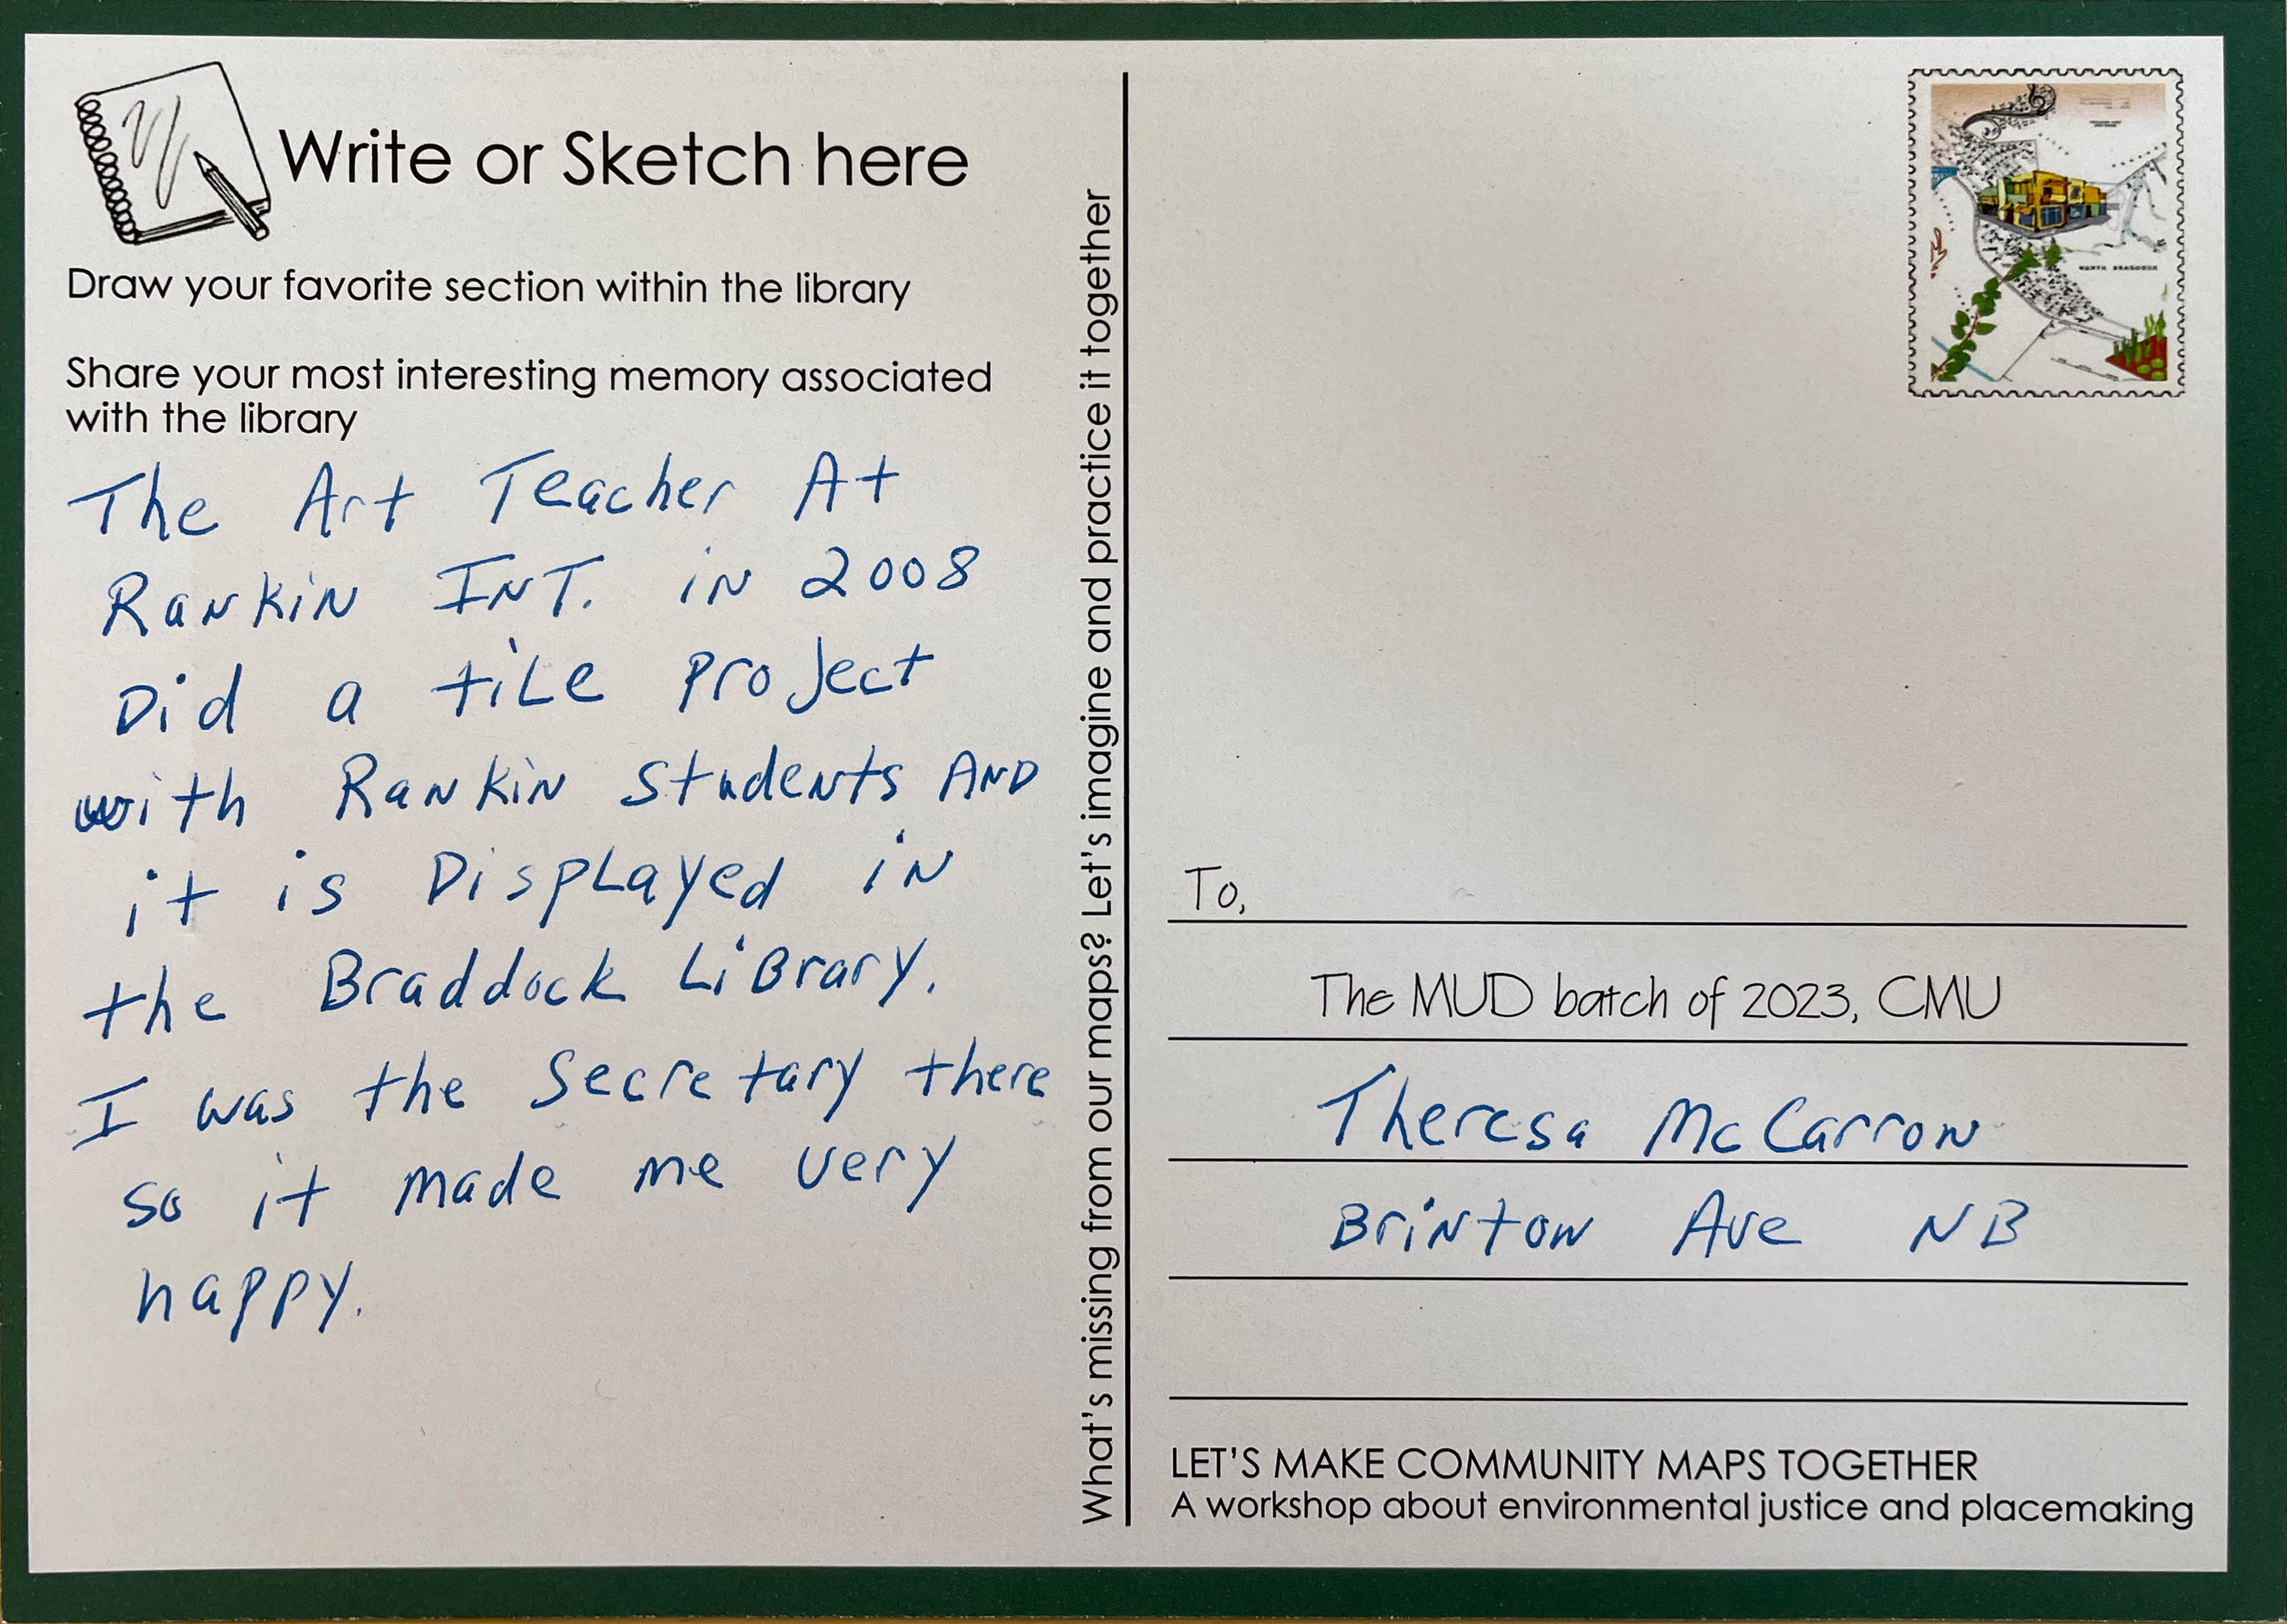 Write or Sketch here
Draw your favorite section within the library
Share your most interesting memory associated
with the library
The Art Teacher At
Rankin INT. in 2008
Did a tiLe ProJect
with Rankin Students AND
it is DispLayed in
the Braddock LiBrary.
I was the Secretary there
so it made me very
happy.
What's missing from our maps? Let's imagine and practice it together
NORTH BRADDOCK
To,
The MUD batch of 2023, CMU
Theresa McCarron
Brinton Ave NB
LET'S MAKE COMMUNITY MAPS TOGETHER
A workshop about environmental justice and placemaking